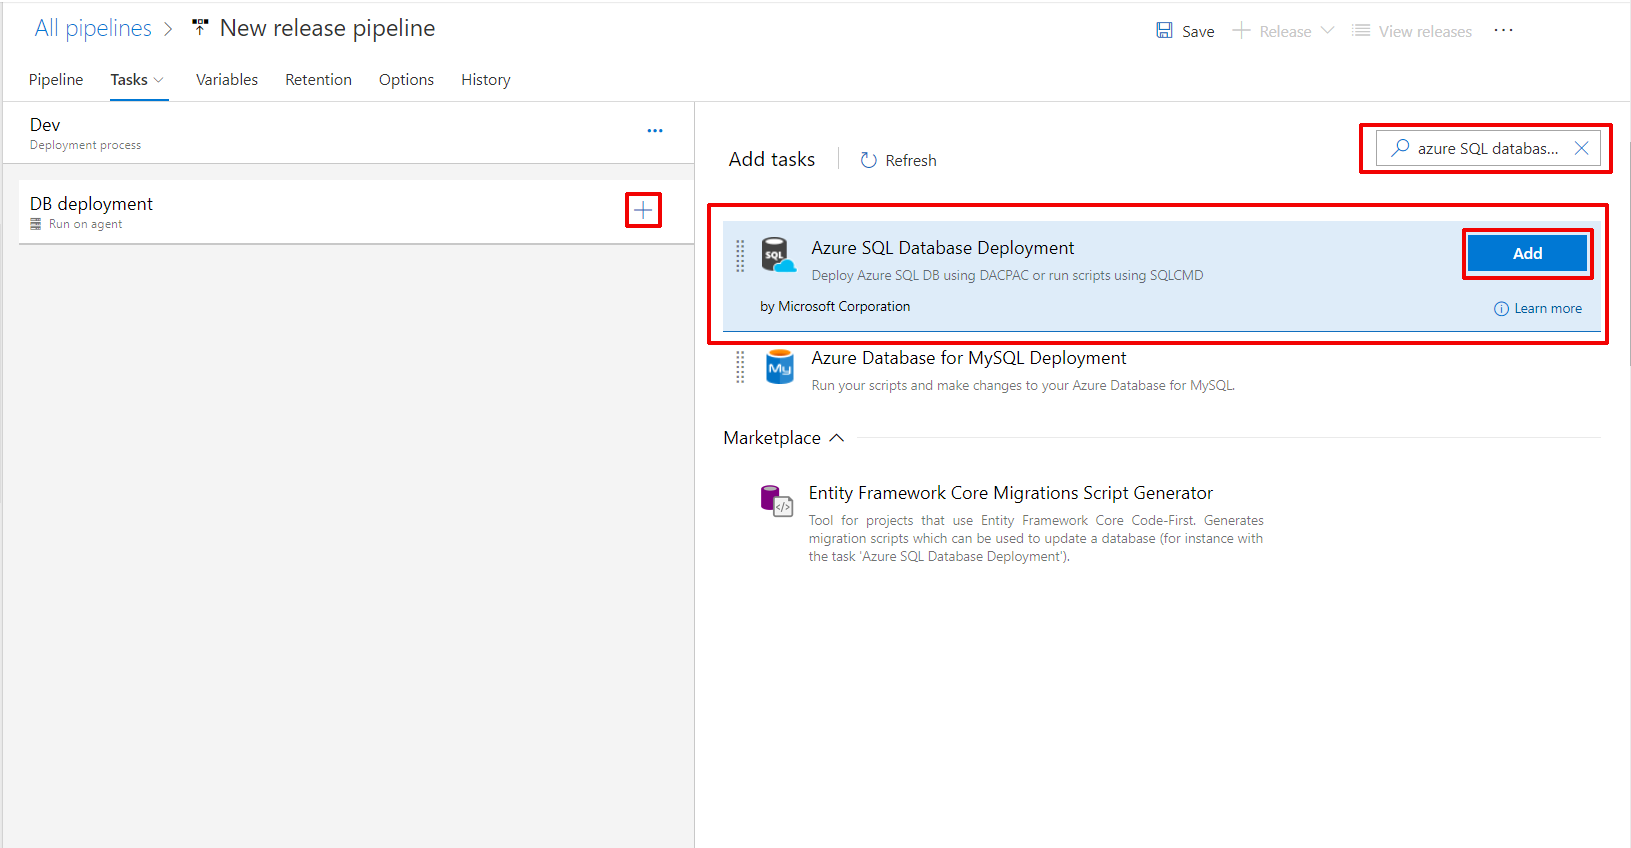 All pipelines > New release pipeline
Save Release View releases ...
Pipeline Tasks Variables Retention Options History
Dev
Deployment process
...
DB deployment
Run on agent
Add tasks Refresh
azure SQL databas...
SQL
Azure SQL Database Deployment
Deploy Azure SQL DB using DACPAC or run scripts using SQLCMD
by Microsoft Corporation
Add
Learn more
My
Azure Database for MySQL Deployment
Run your scripts and make changes to your Azure Database for MySQL.
Marketplace
Entity Framework Core Migrations Script Generator
Tool for projects that use Entity Framework Core Code-First. Generates
migration scripts which can be used to update a database (for instance with
the task 'Azure SQL Database Deployment').